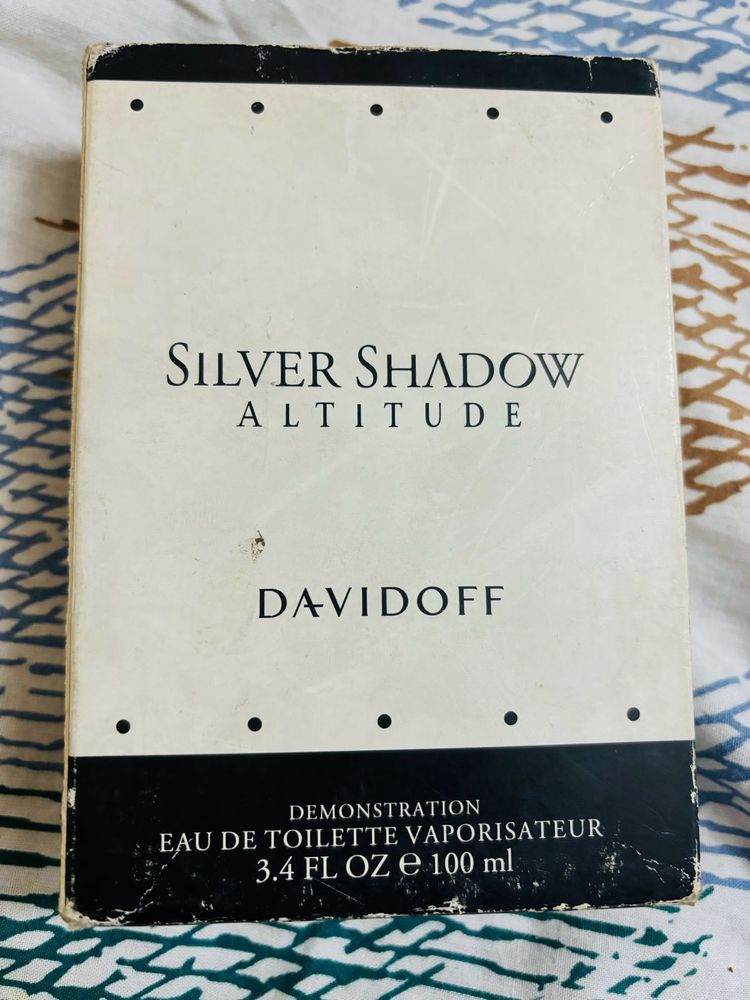 SILVER SHADOW
ALTITUDE
DAVIDOFF
DEMONSTRATION
EAU DE TOILETTE VAPORISATEUR
3.4 FL OZ ℮ 100 ml